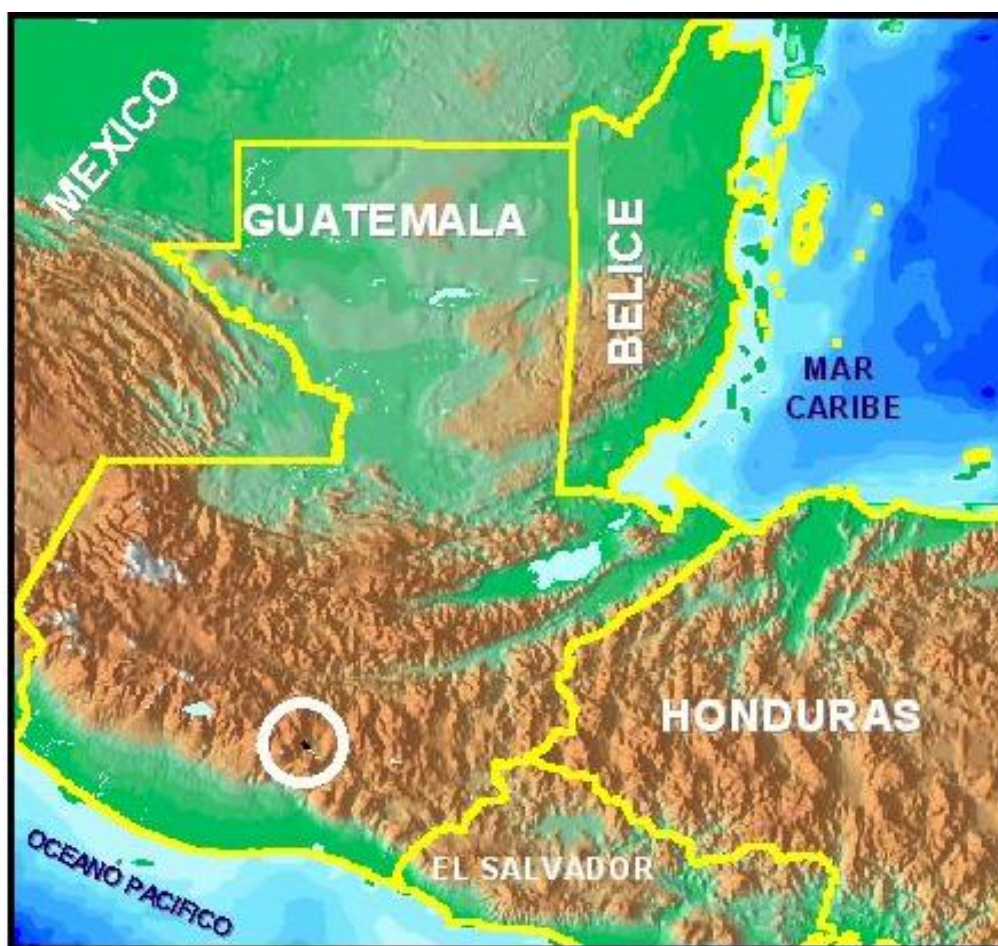 MEXICO
GUATEMALA
BELICE
MAR
CARIBE
HONDURAS
EL SALVADOR
OCEANO PACIFICO